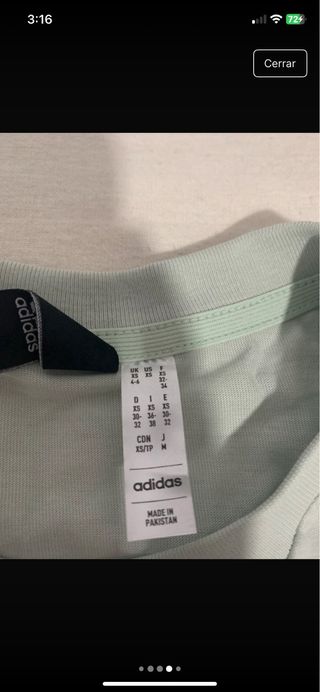 3:16
72
Cerrar
adidas
UK US F
XS XS XS
4-6 32-
34
D I E
XS XS XS
30- 36- 30-
32 38 32
CDN J
XS/TP M
adidas
MADE IN
PAKISTAN